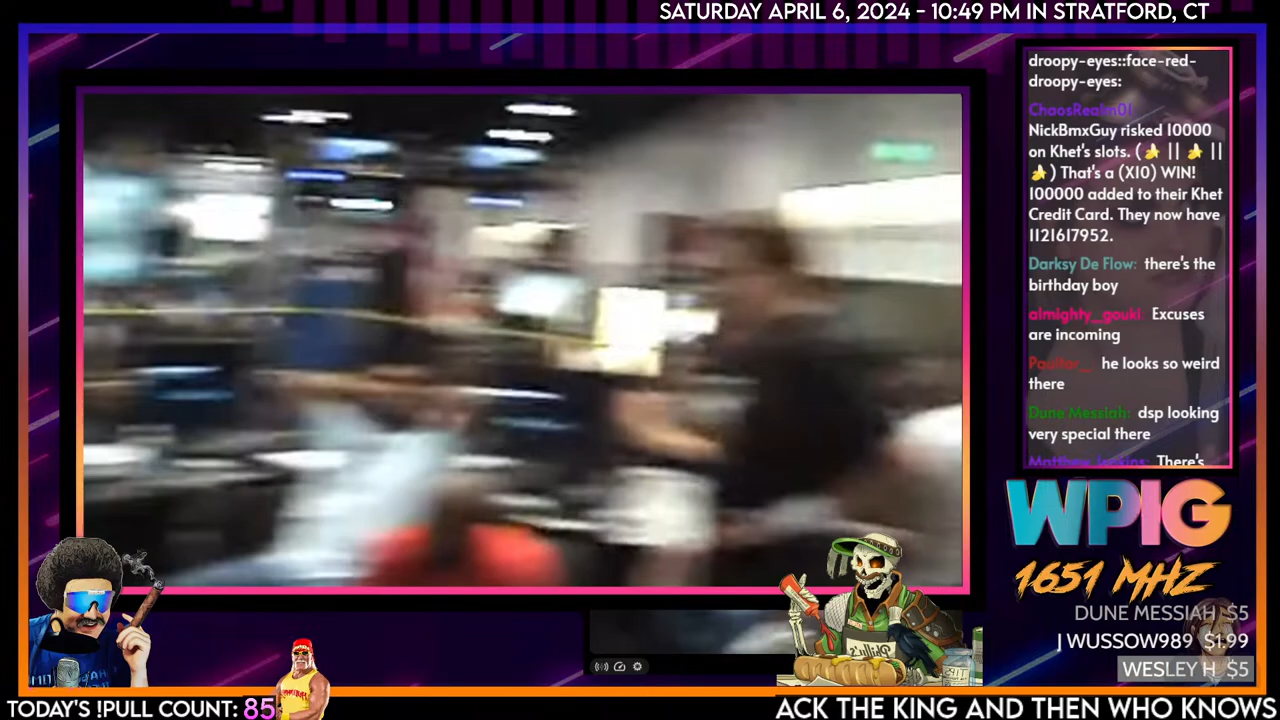 SATURDAY APRIL 6, 2024 - 10:49 PM IN STRATFORD, CT
droopy-eyes::face-red-
droopy-eyes:
ChaosRealm01
NickBmxGuy risked 10000
on Khet's slots. (🍌 || 🍌 ||
🍌) That's a (X10) WIN!
100000 added to their Khet
Credit Card. They now have
1121617952.
Darksy De Flow: there's the
birthday boy
almighty_gouki Excuses
are incoming
he looks so weird
there
Dune Messiah: dsp looking
very special there
There's
WPIG
1651 MHZ
DUNE MESSIAH $5
J WUSSOW989 $1.99
WESLEY H $5
Phillu's
TODAY'S !PULL COUNT: 85
ACK THE KING AND THEN WHO KNOWS